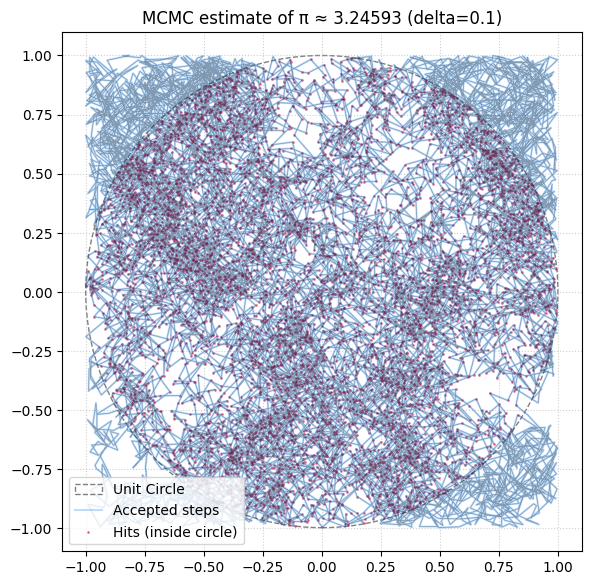 MCMC estimate of π ≈ 3.24593 (delta=0.1)
1.00
0.75
0.50
0.25
0.00
−0.25
−0.50
−0.75
−1.00
Unit Circle
Accepted steps
Hits (inside circle)
−1.00 −0.75 −0.50 −0.25 0.00 0.25 0.50 0.75 1.00